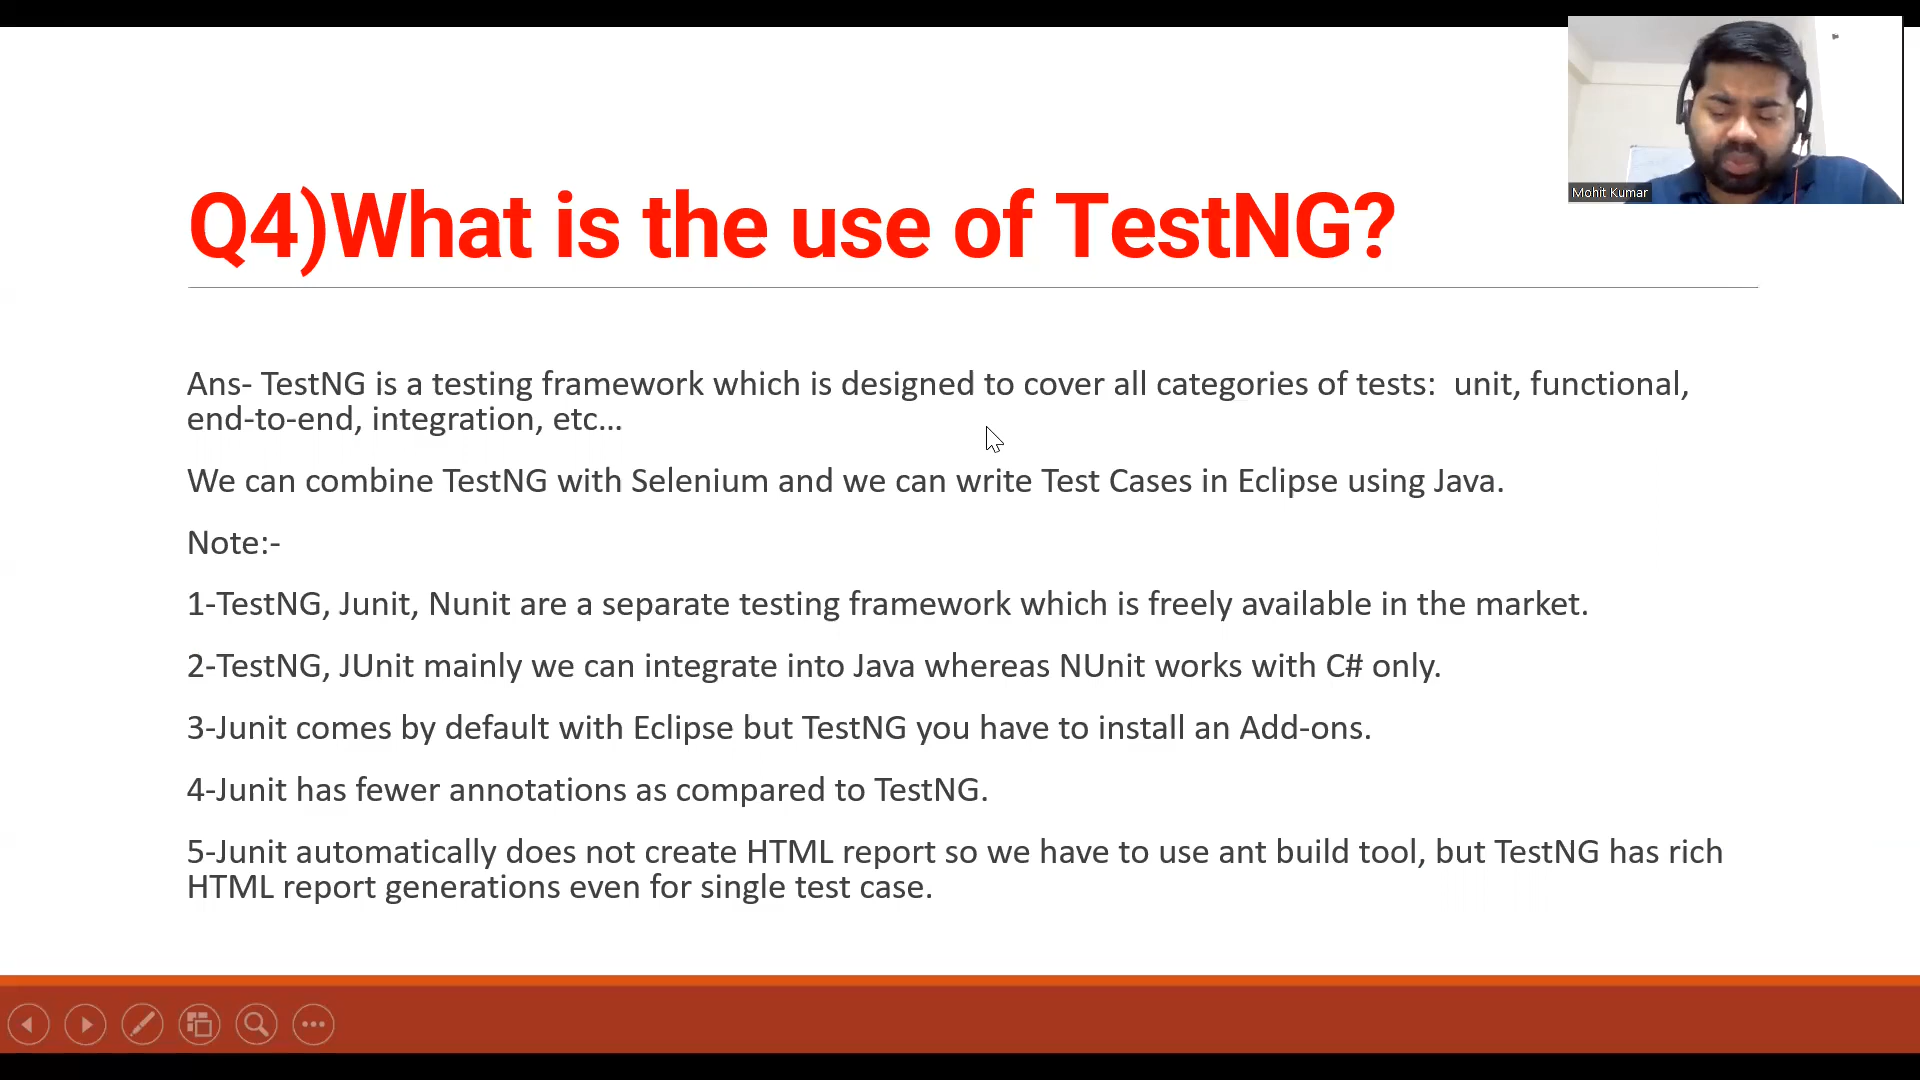 Mohit Kumar
Q4)What is the use of TestNG?
Ans- TestNG is a testing framework which is designed to cover all categories of tests:  unit, functional,
end-to-end, integration, etc…
We can combine TestNG with Selenium and we can write Test Cases in Eclipse using Java.
Note:-
1-TestNG, Junit, Nunit are a separate testing framework which is freely available in the market.
2-TestNG, JUnit mainly we can integrate into Java whereas NUnit works with C# only.
3-Junit comes by default with Eclipse but TestNG you have to install an Add-ons.
4-Junit has fewer annotations as compared to TestNG.
5-Junit automatically does not create HTML report so we have to use ant build tool, but TestNG has rich
HTML report generations even for single test case.